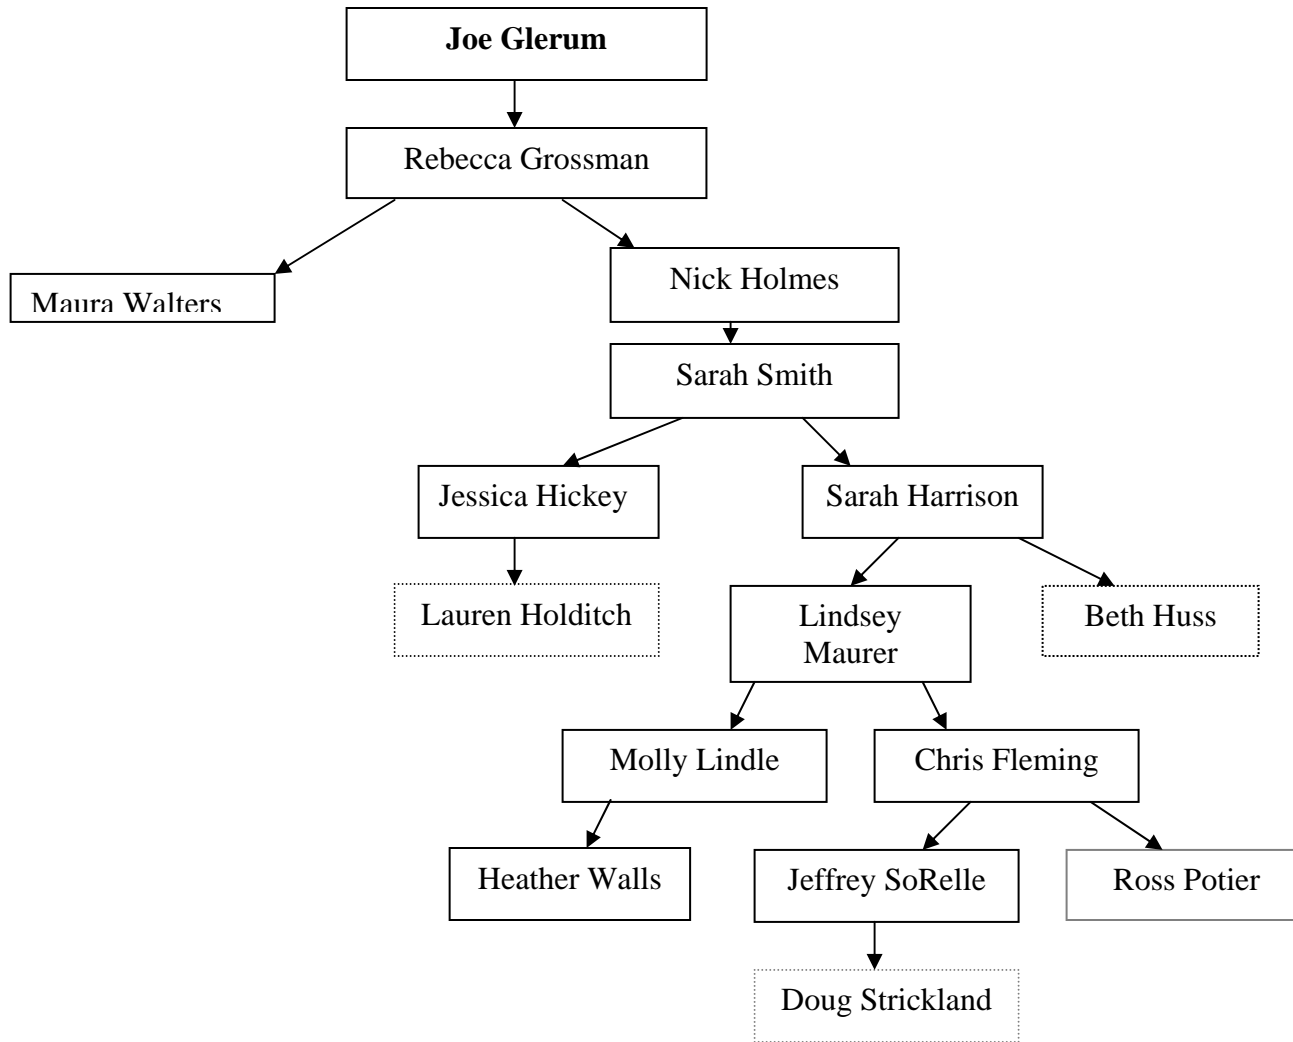 Joe Glerum
Rebecca Grossman
Nick Holmes
Maura Walters
Sarah Smith
Jessica Hickey
Sarah Harrison
Lauren Holditch
Lindsey
Maurer
Beth Huss
Molly Lindle
Chris Fleming
Heather Walls
Jeffrey SoRelle
Ross Potier
Doug Strickland